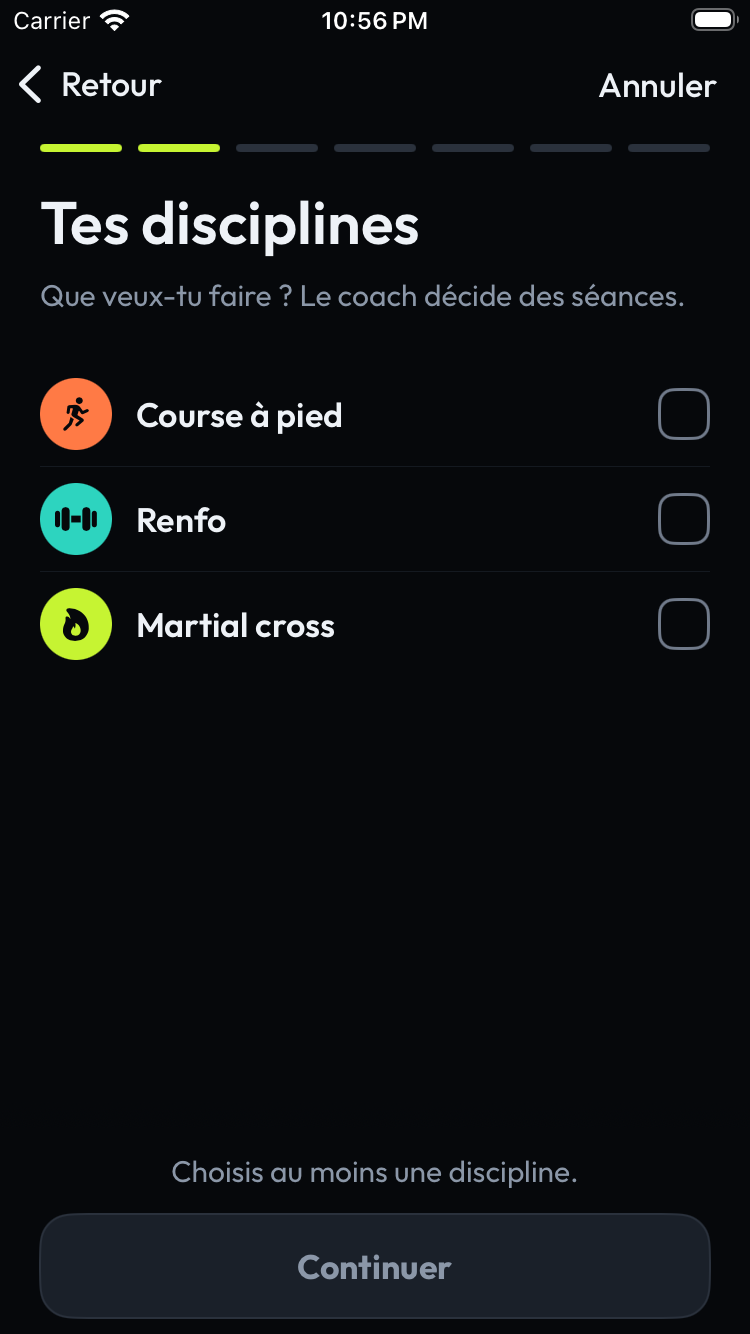 Carrier 10:56 PM
Retour Annuler
Tes disciplines
Que veux-tu faire ? Le coach décide des séances.
Course à pied
Renfo
Martial cross
Choisis au moins une discipline.
Continuer